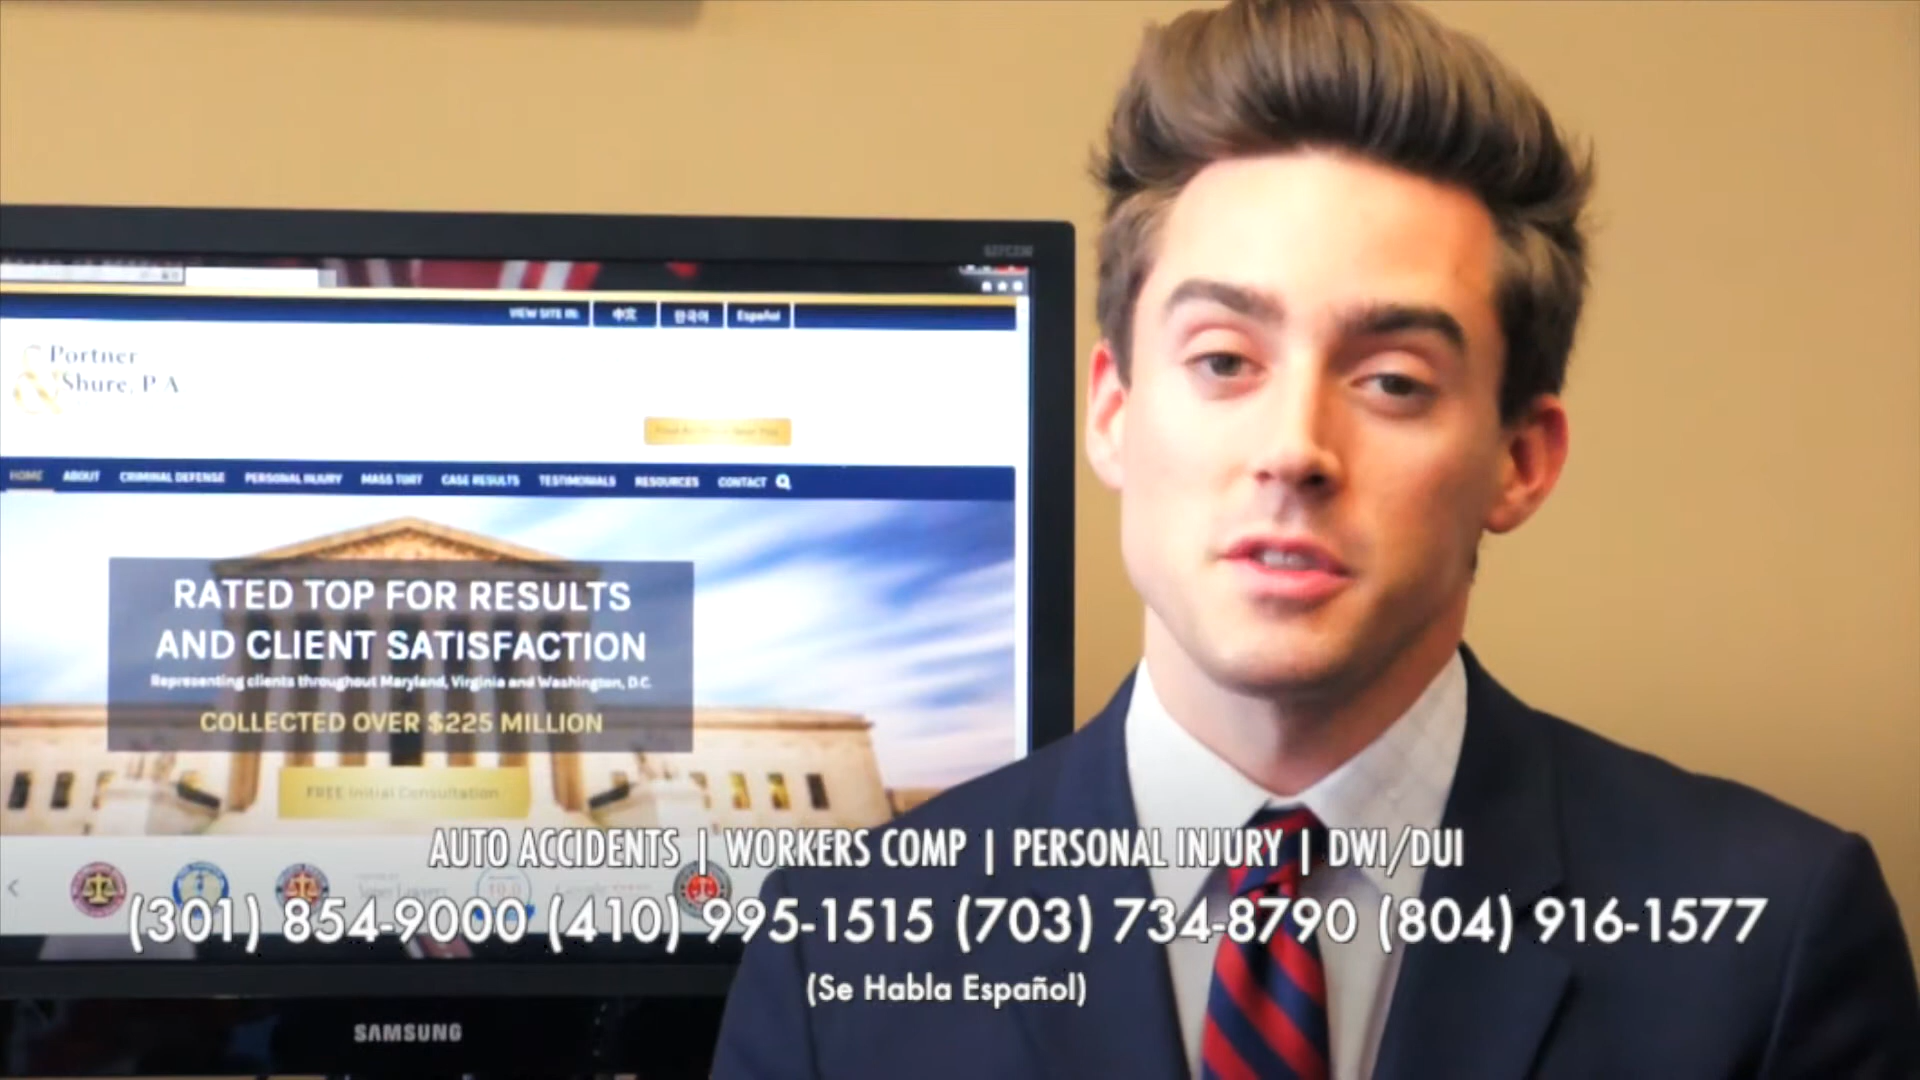 VIEW SITE IN: 中文 한국어 Español
Portner
& Shure, P.A
HOME ABOUT CRIMINAL DEFENSE PERSONAL INJURY MASS TORT CASE RESULTS TESTIMONIALS RESOURCES CONTACT
RATED TOP FOR RESULTS
AND CLIENT SATISFACTION
Representing clients throughout Maryland, Virginia and Washington, D.C.
COLLECTED OVER $225 MILLION
FREE Initial Consultation
AUTO ACCIDENTS | WORKERS COMP | PERSONAL INJURY | DWI/DUI
(301) 854-9000 (410) 995-1515 (703) 734-8790 (804) 916-1577
(Se Habla Español)
SAMSUNG